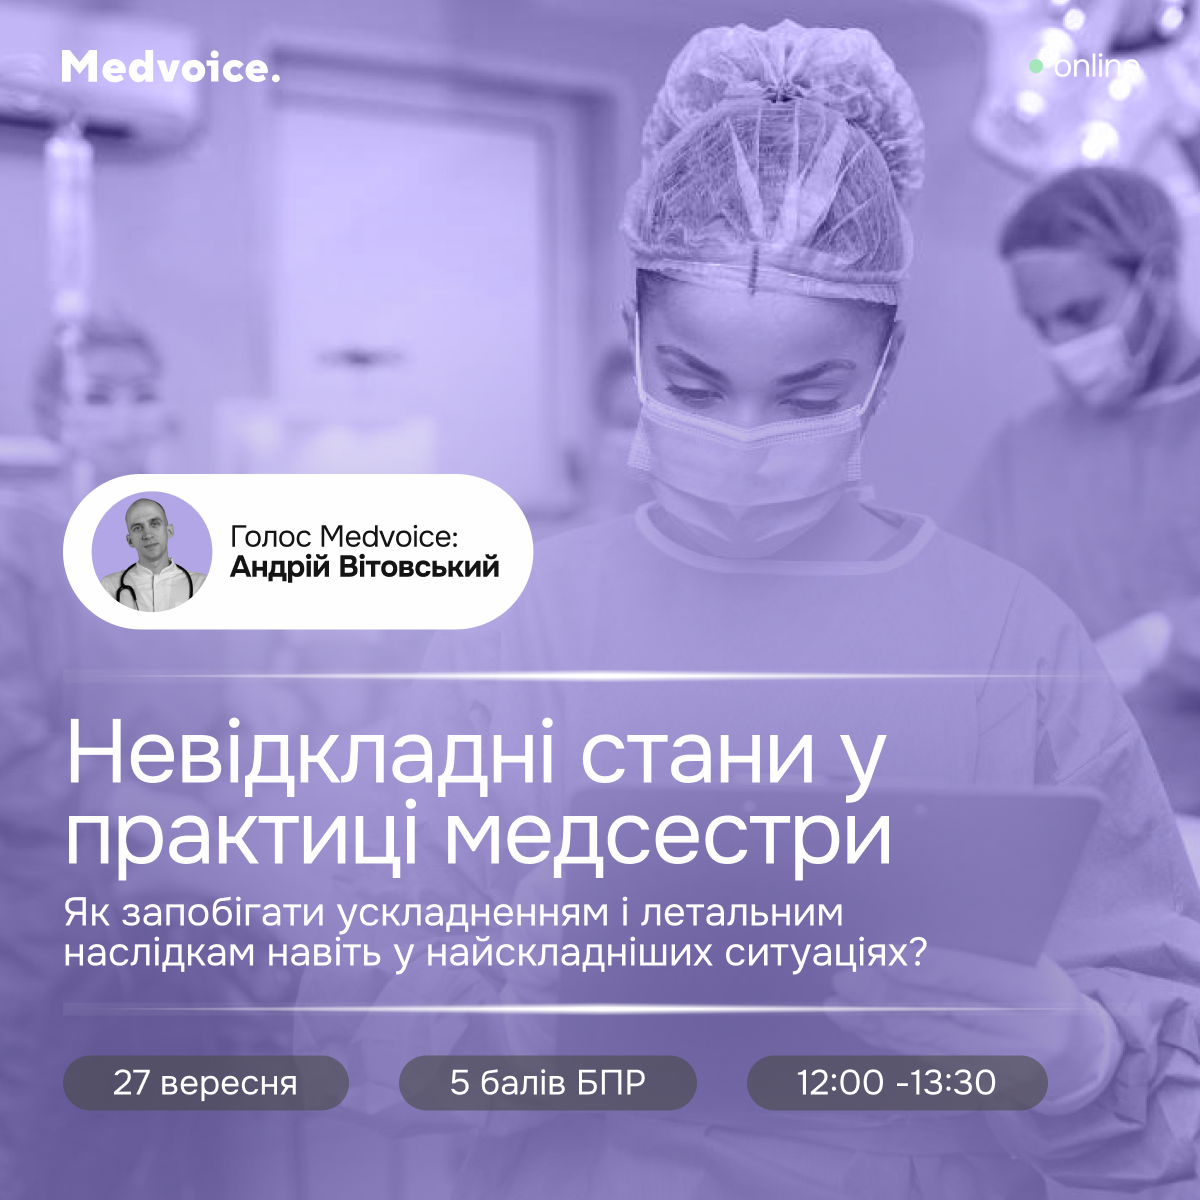 Medvoice.
online
Голос Medvoice:
Андрій Вітовський
Невідкладні стани у
практиці медсестри
Як запобігати ускладненням і летальним
наслідкам навіть у найскладніших ситуаціях?
27 вересня
5 балів БПР
12:00 -13:30